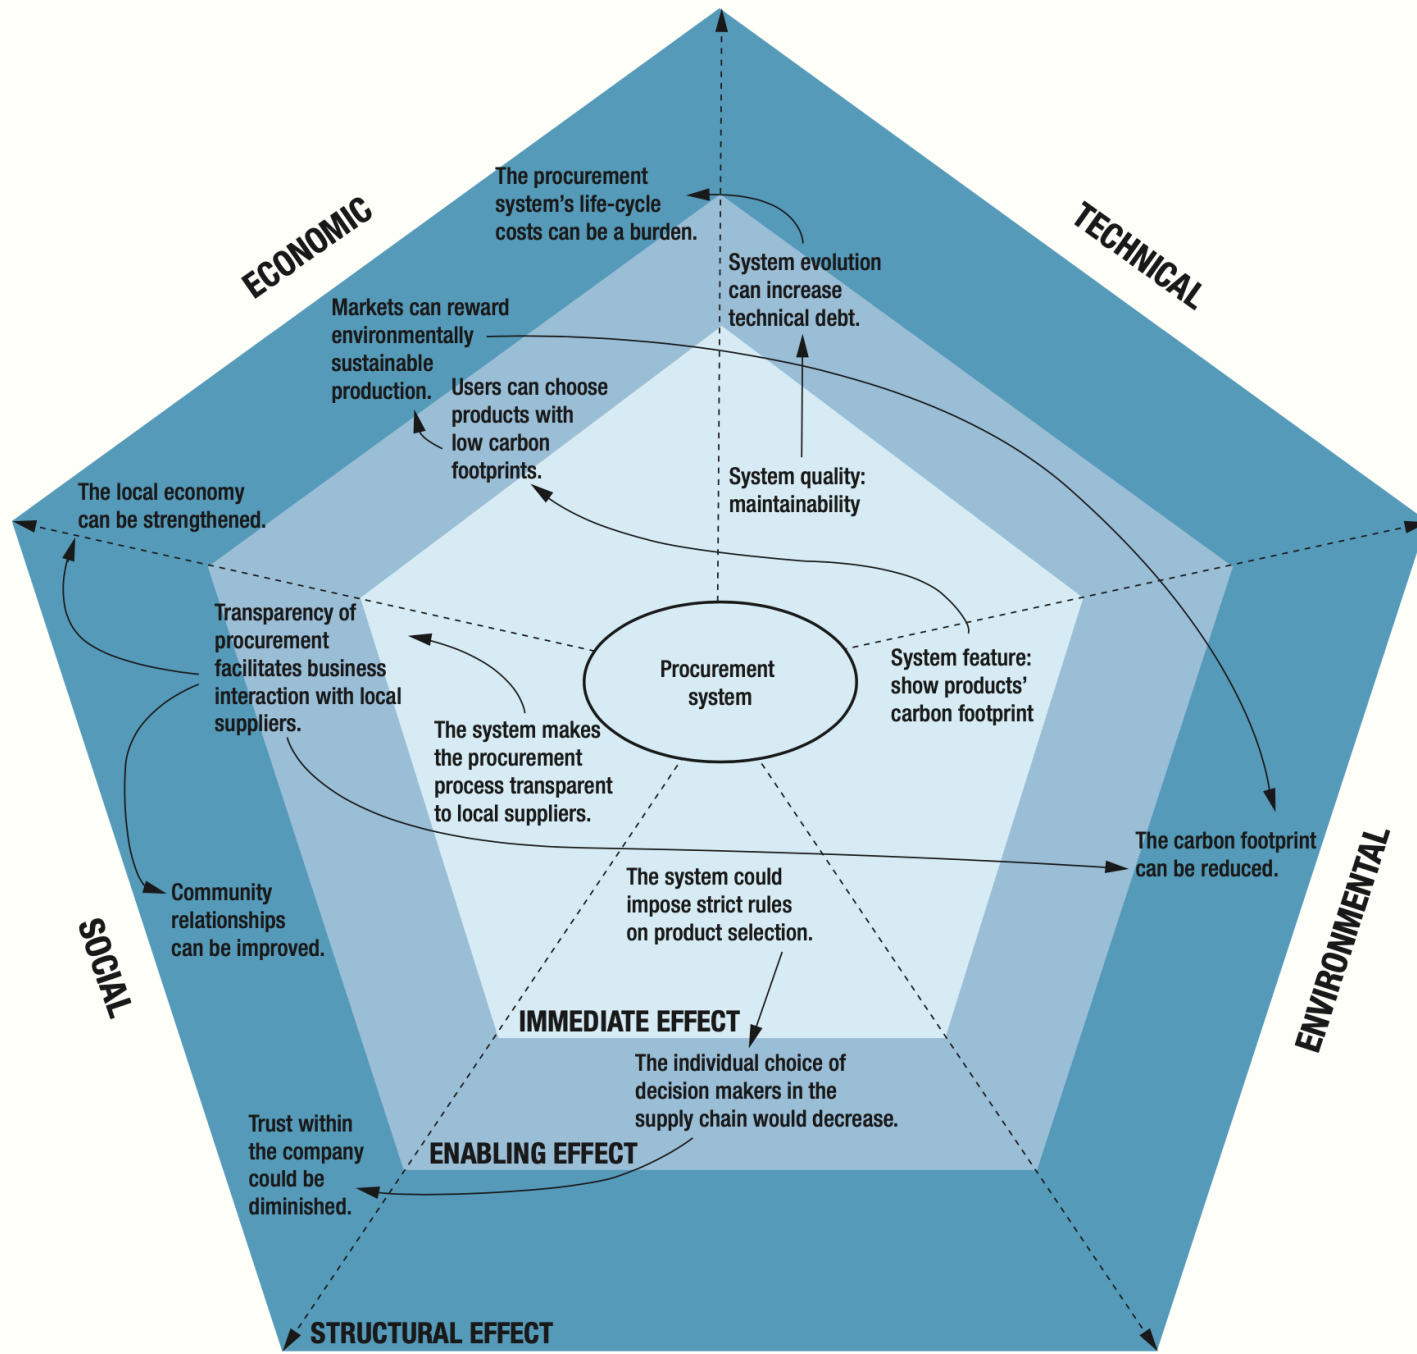 ECONOMIC
TECHNICAL
The procurement
system’s life-cycle
costs can be a burden.
System evolution
can increase
technical debt.
Markets can reward
environmentally
sustainable
production.
Users can choose
products with
low carbon
footprints.
System quality:
maintainability
The local economy
can be strengthened.
Transparency of
procurement
facilitates business
interaction with local
suppliers.
Procurement
system
System feature:
show products’
carbon footprint
The system makes
the procurement
process transparent
to local suppliers.
The carbon footprint
can be reduced.
ENVIRONMENTAL
The system could
impose strict rules
on product selection.
Community
relationships
can be improved.
SOCIAL
IMMEDIATE EFFECT
The individual choice of
decision makers in the
supply chain would decrease.
Trust within
the company
could be
diminished.
ENABLING EFFECT
STRUCTURAL EFFECT